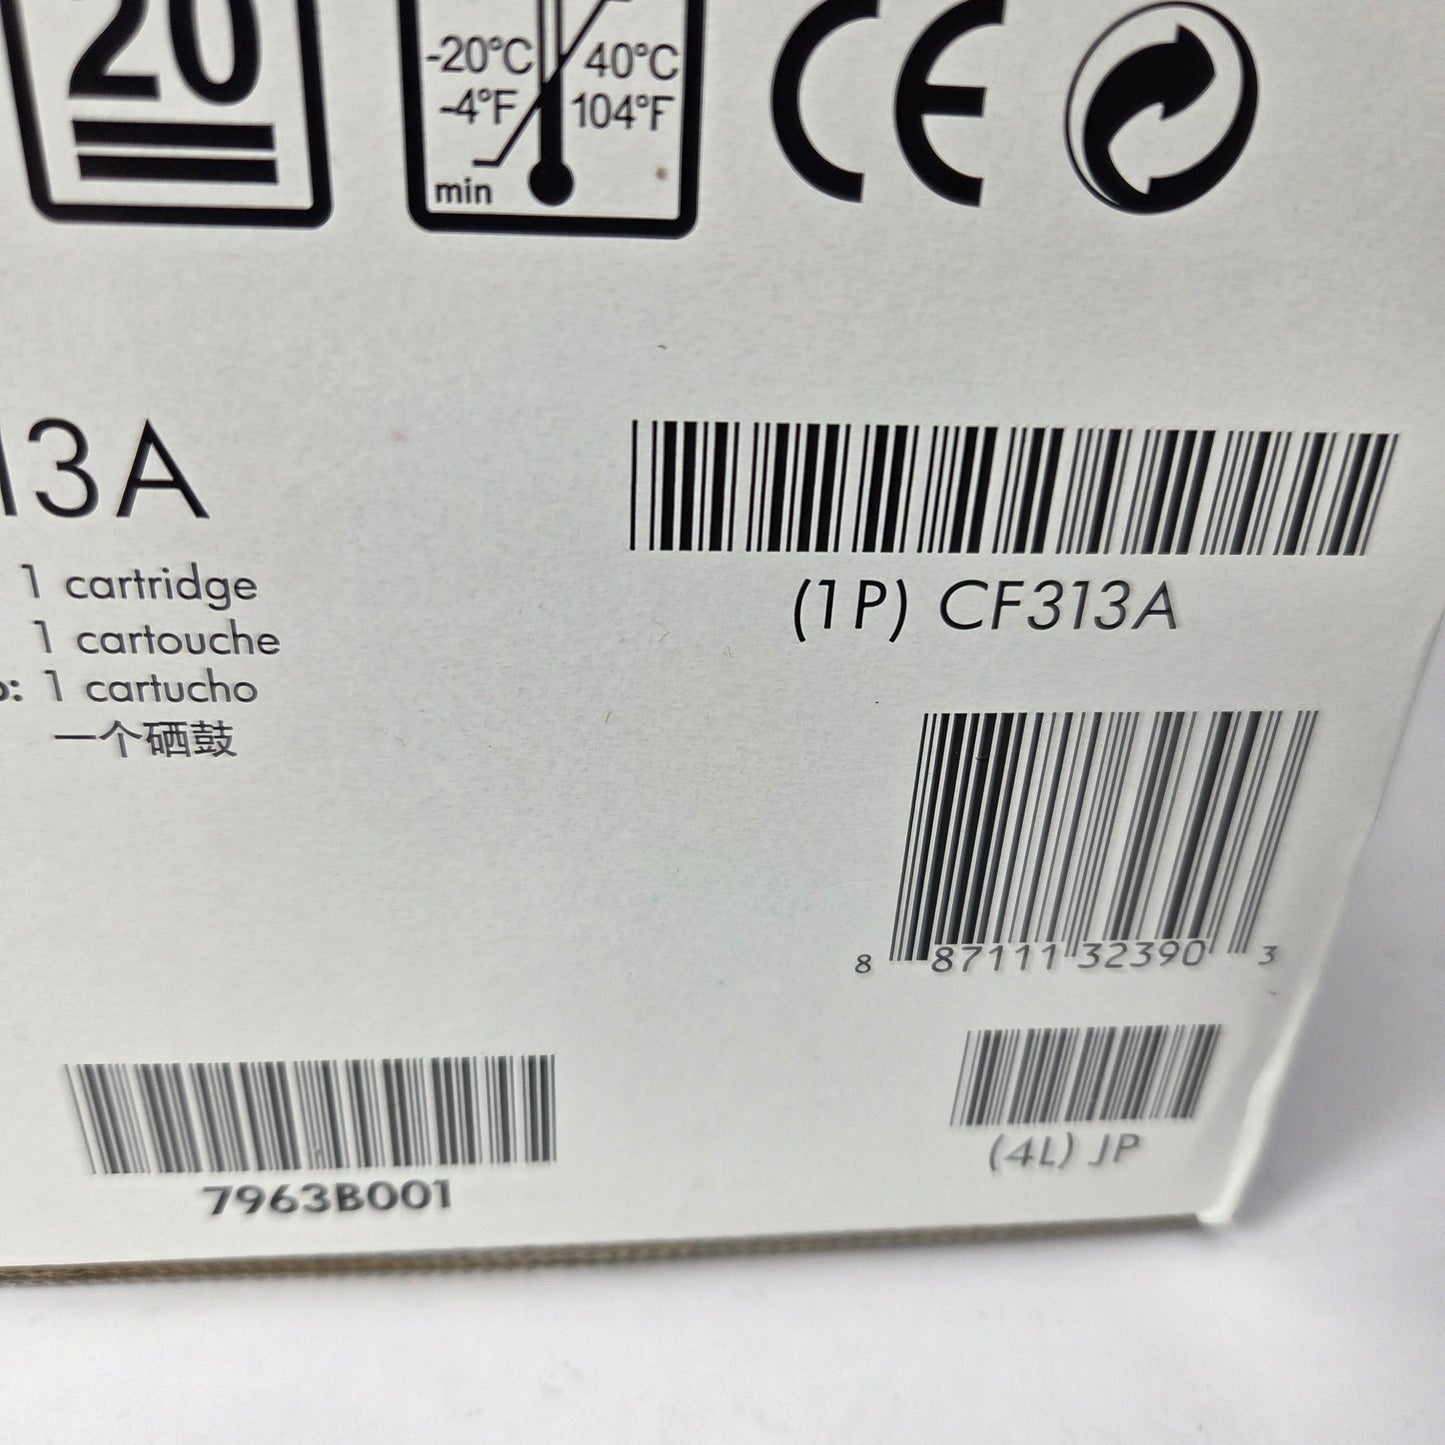 20
-20°C 40°C
-4°F 104°F
min
CE
13A
1 cartridge
1 cartouche
o: 1 cartucho
一个硒鼓
(1P) CF313A
8 87111 32390 3
7963B001
(4L) JP